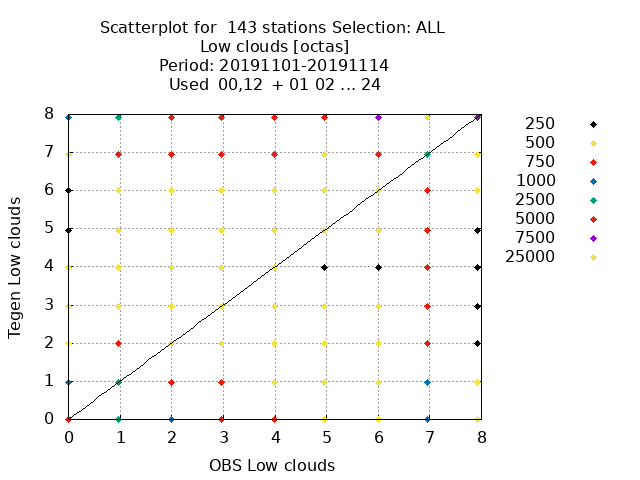 Scatterplot for  143 stations Selection: ALL
Low clouds [octas]
Period: 20191101-20191114
Used  00,12  + 01 02 ... 24
8
7
6
5
4
3
2
1
0
0 1 2 3 4 5 6 7 8
Tegen Low clouds
OBS Low clouds
250
500
750
1000
2500
5000
7500
25000